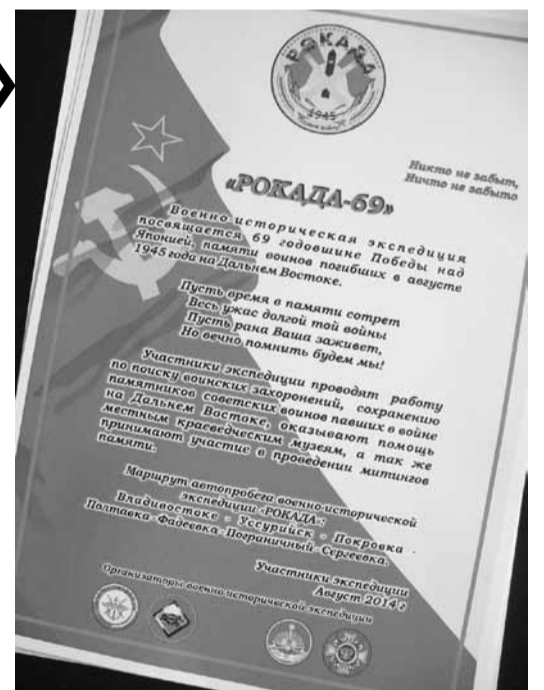 РОКАДА
1945
Никто не забыт,
Ничто не забыто
«РОКАДА-69»
Военно-историческая экспедиция
посвящается 69 годовщине Победы над
Японией, памяти воинов погибших в августе
1945 года на Дальнем Востоке.
Пусть время в памяти сотрет
Весь ужас долгой той войны
Пусть рана Ваша заживет,
Но вечно помнить будем мы!
Участники экспедиции проводят работу
по поиску воинских захоронений, сохранению
памятников советских воинов павших в войне
на Дальнем Востоке, оказывают помощь
местным краеведческим музеям, а так же
принимают участие в проведении митингов
памяти.
Маршрут автопробега военно-исторической
экспедиции «РОКАДА»:
Владивостоке - Уссурийск - Покровка -
Полтавка-Фадеевка-Пограничный-Сергеевка.
Участники экспедиции
Август 2014 г
Организаторы военно-исторической экспедиции